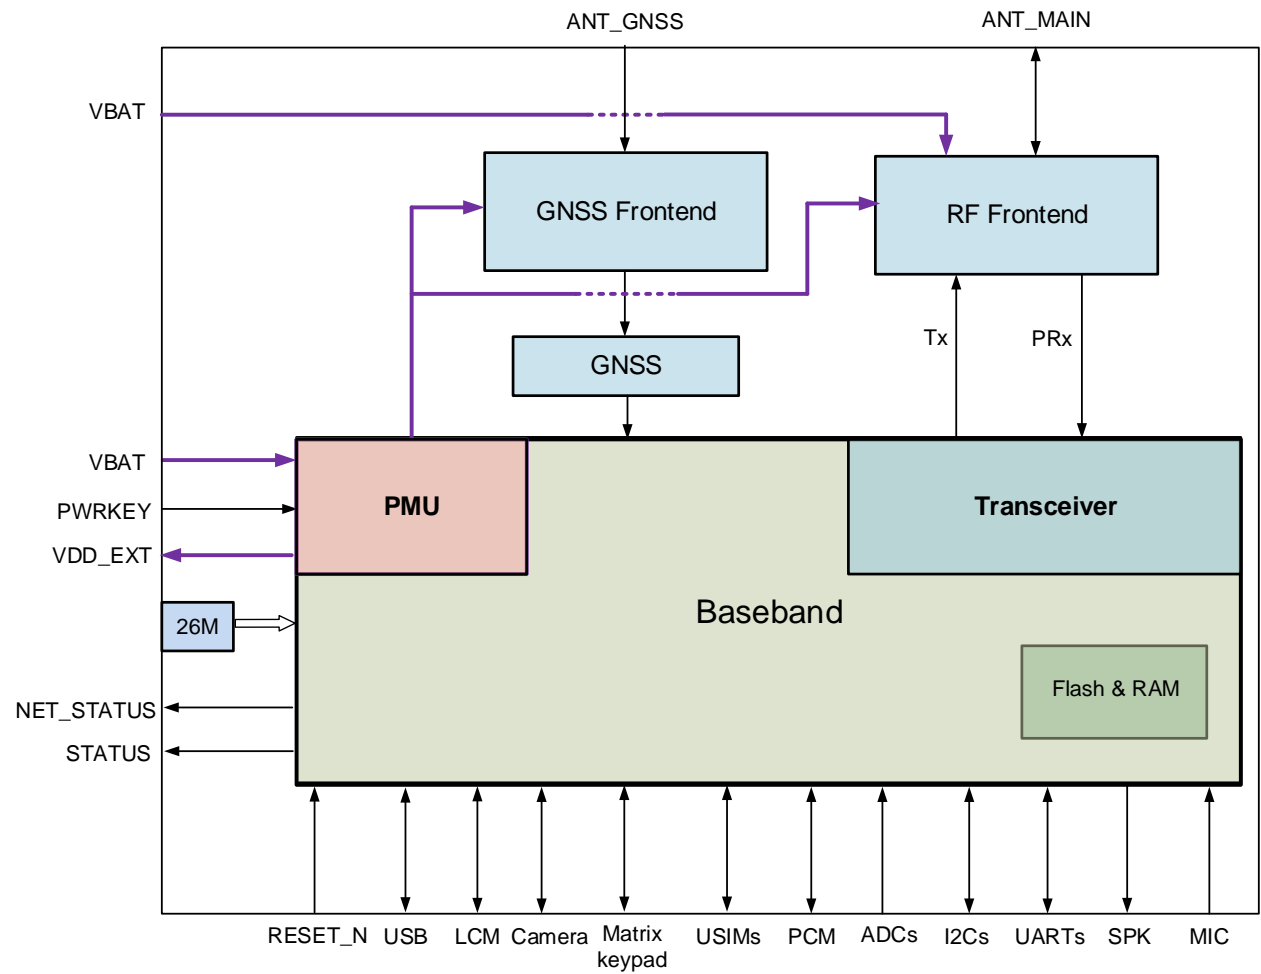 ANT_GNSS
ANT_MAIN
VBAT
GNSS Frontend
RF Frontend
Tx
PRx
GNSS
VBAT
PWRKEY
VDD_EXT
PMU
Transceiver
Baseband
26M
Flash & RAM
NET_STATUS
STATUS
RESET_N
USB
LCM
Camera
Matrix
keypad
USIMs
PCM
ADCs
I2Cs
UARTs
SPK
MIC